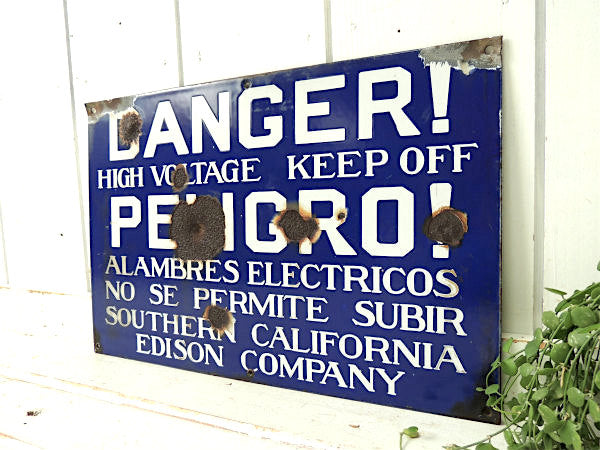 DANGER!
HIGH VOLTAGE KEEP OFF
PELIGRO!
ALAMBRES ELECTRICOS
NO SE PERMITE SUBIR
SOUTHERN CALIFORNIA
EDISON COMPANY